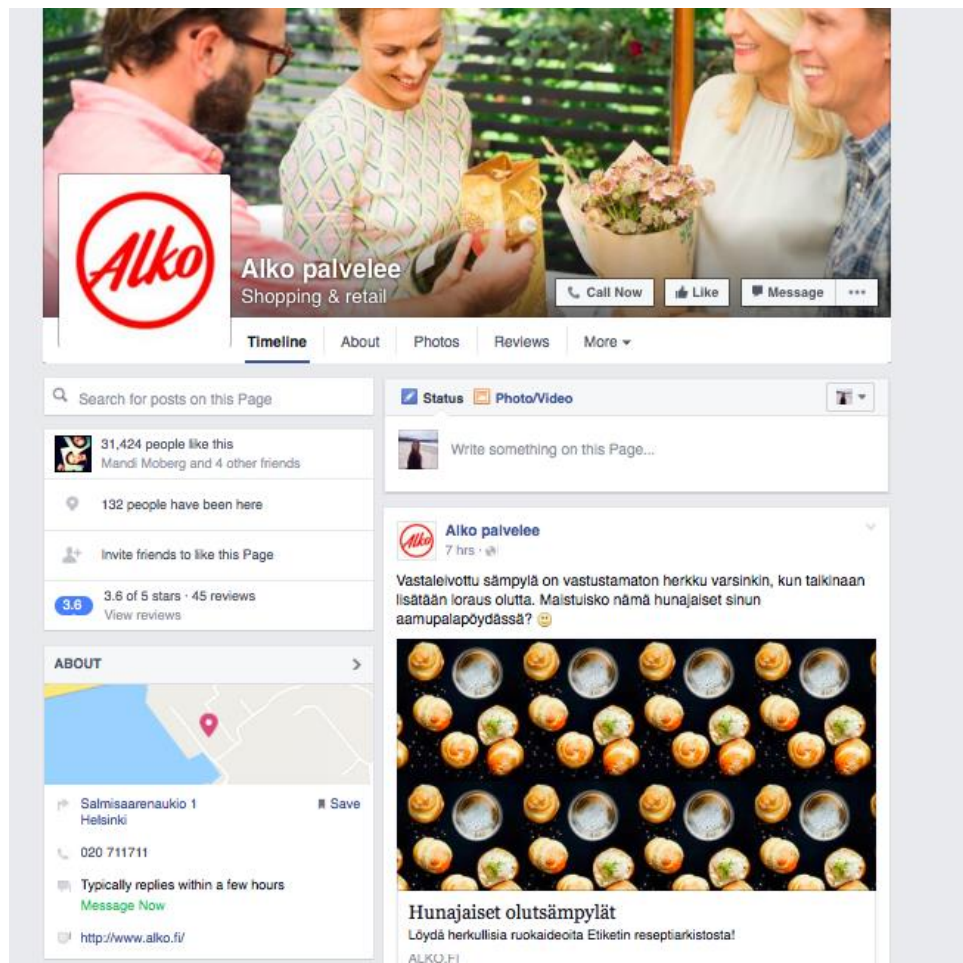 Alko
Alko palvelee
Shopping & retail
Call Now
Like
Message
Timeline
About
Photos
Reviews
More
Search for posts on this Page
31,424 people like this
Mandi Moberg and 4 other friends
132 people have been here
Invite friends to like this Page
3.6
3.6 of 5 stars · 45 reviews
View reviews
ABOUT
Salmisaarenaukio 1
Save
Helsinki
020 711711
Typically replies within a few hours
Message Now
http://www.alko.fi/
Status
Photo/Video
Write something on this Page...
Alko
Alko palvelee
7 hrs ·
Vastaleivottu sämpylä on vastustamaton herkku varsinkin, kun taikinaan
lisätään loraus olutta. Maistuisko nämä hunajaiset sinun
aamupalapöydässä?
Hunajaiset olutsämpylät
Löydä herkullisia ruokaideoita Etiketin reseptiarkistosta!
ALKO.FI